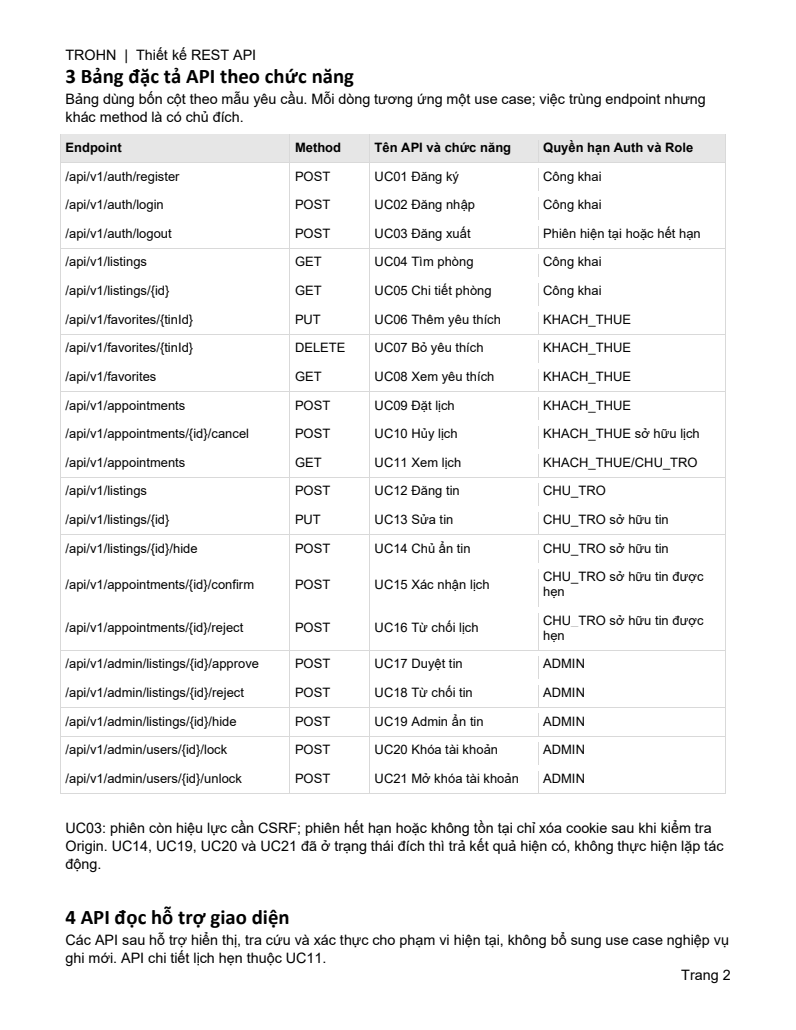 TROHN | Thiết kế REST API
3 Bảng đặc tả API theo chức năng
Bảng dùng bốn cột theo mẫu yêu cầu. Mỗi dòng tương ứng một use case; việc trùng endpoint nhưng
khác method là có chủ đích.
Endpoint Method Tên API và chức năng Quyền hạn Auth và Role
/api/v1/auth/register POST UC01 Đăng ký Công khai
/api/v1/auth/login POST UC02 Đăng nhập Công khai
/api/v1/auth/logout POST UC03 Đăng xuất Phiên hiện tại hoặc hết hạn
/api/v1/listings GET UC04 Tìm phòng Công khai
/api/v1/listings/{id} GET UC05 Chi tiết phòng Công khai
/api/v1/favorites/{tinId} PUT UC06 Thêm yêu thích KHACH_THUE
/api/v1/favorites/{tinId} DELETE UC07 Bỏ yêu thích KHACH_THUE
/api/v1/favorites GET UC08 Xem yêu thích KHACH_THUE
/api/v1/appointments POST UC09 Đặt lịch KHACH_THUE
/api/v1/appointments/{id}/cancel POST UC10 Hủy lịch KHACH_THUE sở hữu lịch
/api/v1/appointments GET UC11 Xem lịch KHACH_THUE/CHU_TRO
/api/v1/listings POST UC12 Đăng tin CHU_TRO
/api/v1/listings/{id} PUT UC13 Sửa tin CHU_TRO sở hữu tin
/api/v1/listings/{id}/hide POST UC14 Chủ ẩn tin CHU_TRO sở hữu tin
/api/v1/appointments/{id}/confirm POST UC15 Xác nhận lịch CHU_TRO sở hữu tin được
hẹn
/api/v1/appointments/{id}/reject POST UC16 Từ chối lịch CHU_TRO sở hữu tin được
hẹn
/api/v1/admin/listings/{id}/approve POST UC17 Duyệt tin ADMIN
/api/v1/admin/listings/{id}/reject POST UC18 Từ chối tin ADMIN
/api/v1/admin/listings/{id}/hide POST UC19 Admin ẩn tin ADMIN
/api/v1/admin/users/{id}/lock POST UC20 Khóa tài khoản ADMIN
/api/v1/admin/users/{id}/unlock POST UC21 Mở khóa tài khoản ADMIN
UC03: phiên còn hiệu lực cần CSRF; phiên hết hạn hoặc không tồn tại chỉ xóa cookie sau khi kiểm tra
Origin. UC14, UC19, UC20 và UC21 đã ở trạng thái đích thì trả kết quả hiện có, không thực hiện lặp tác
động.
4 API đọc hỗ trợ giao diện
Các API sau hỗ trợ hiển thị, tra cứu và xác thực cho phạm vi hiện tại, không bổ sung use case nghiệp vụ
ghi mới. API chi tiết lịch hẹn thuộc UC11.
Trang 2